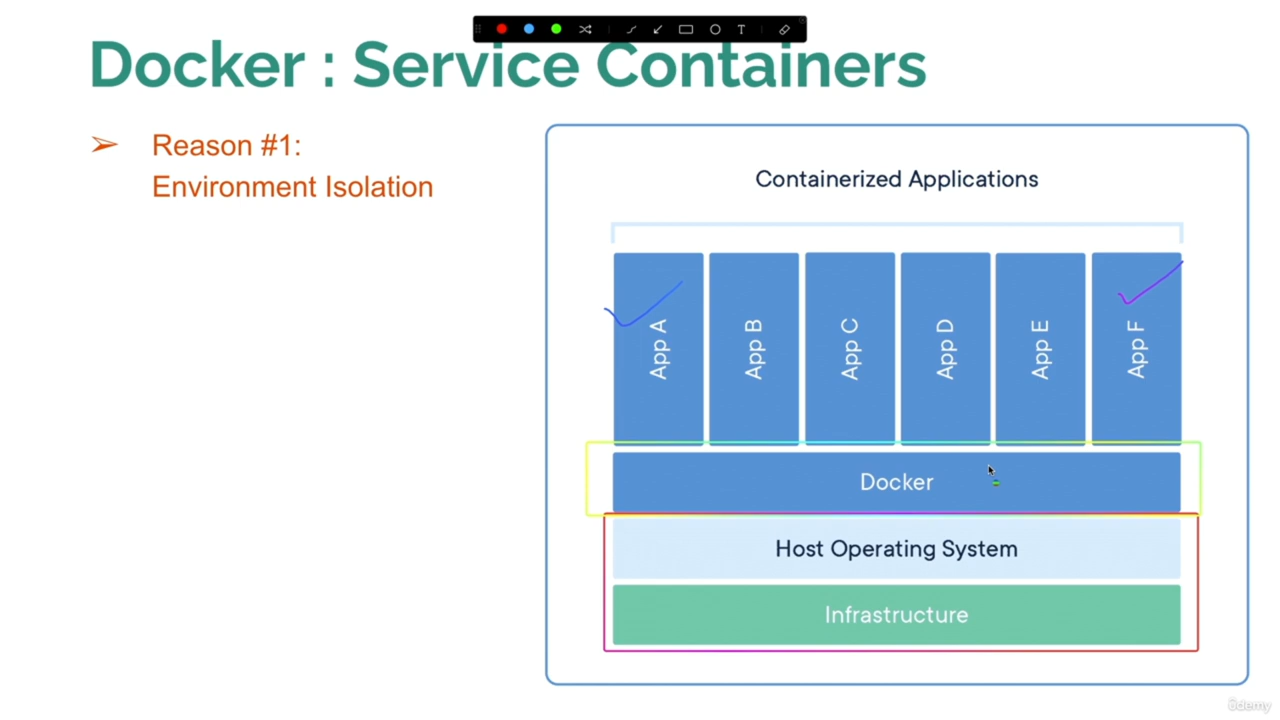 Docker : Service Containers
➢ Reason #1:
Environment Isolation
Containerized Applications
App A
App B
App C
App D
App E
App F
Docker
Host Operating System
Infrastructure
T
ûdemy